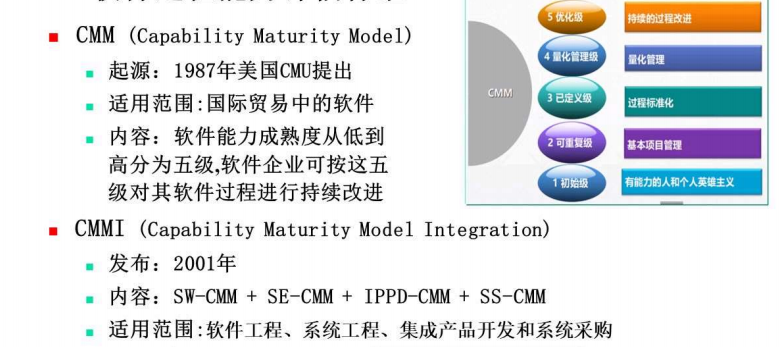 CMM (Capability Maturity Model)
起源：1987年美国CMU提出
适用范围:国际贸易中的软件
内容：软件能力成熟度从低到
高分为五级,软件企业可按这五
级对其软件过程进行持续改进
CMM
5 优化级
持续的过程改进
4 量化管理级
量化管理
3 已定义级
过程标准化
2 可重复级
基本项目管理
1 初始级
有能力的人和个人英雄主义
CMMI (Capability Maturity Model Integration)
发布：2001年
内容：SW-CMM + SE-CMM + IPPD-CMM + SS-CMM
适用范围:软件工程、系统工程、集成产品开发和系统采购